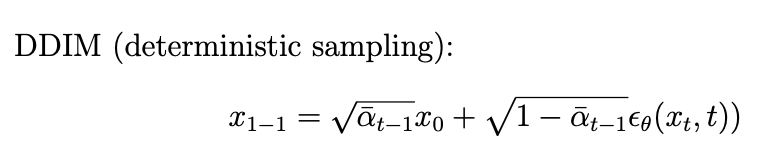 DDIM (deterministic sampling):
x_{1-1} = \sqrt{\bar{\alpha}_{t-1}}x_0 + \sqrt{1 - \bar{\alpha}_{t-1}}\epsilon_\theta(x_t, t))